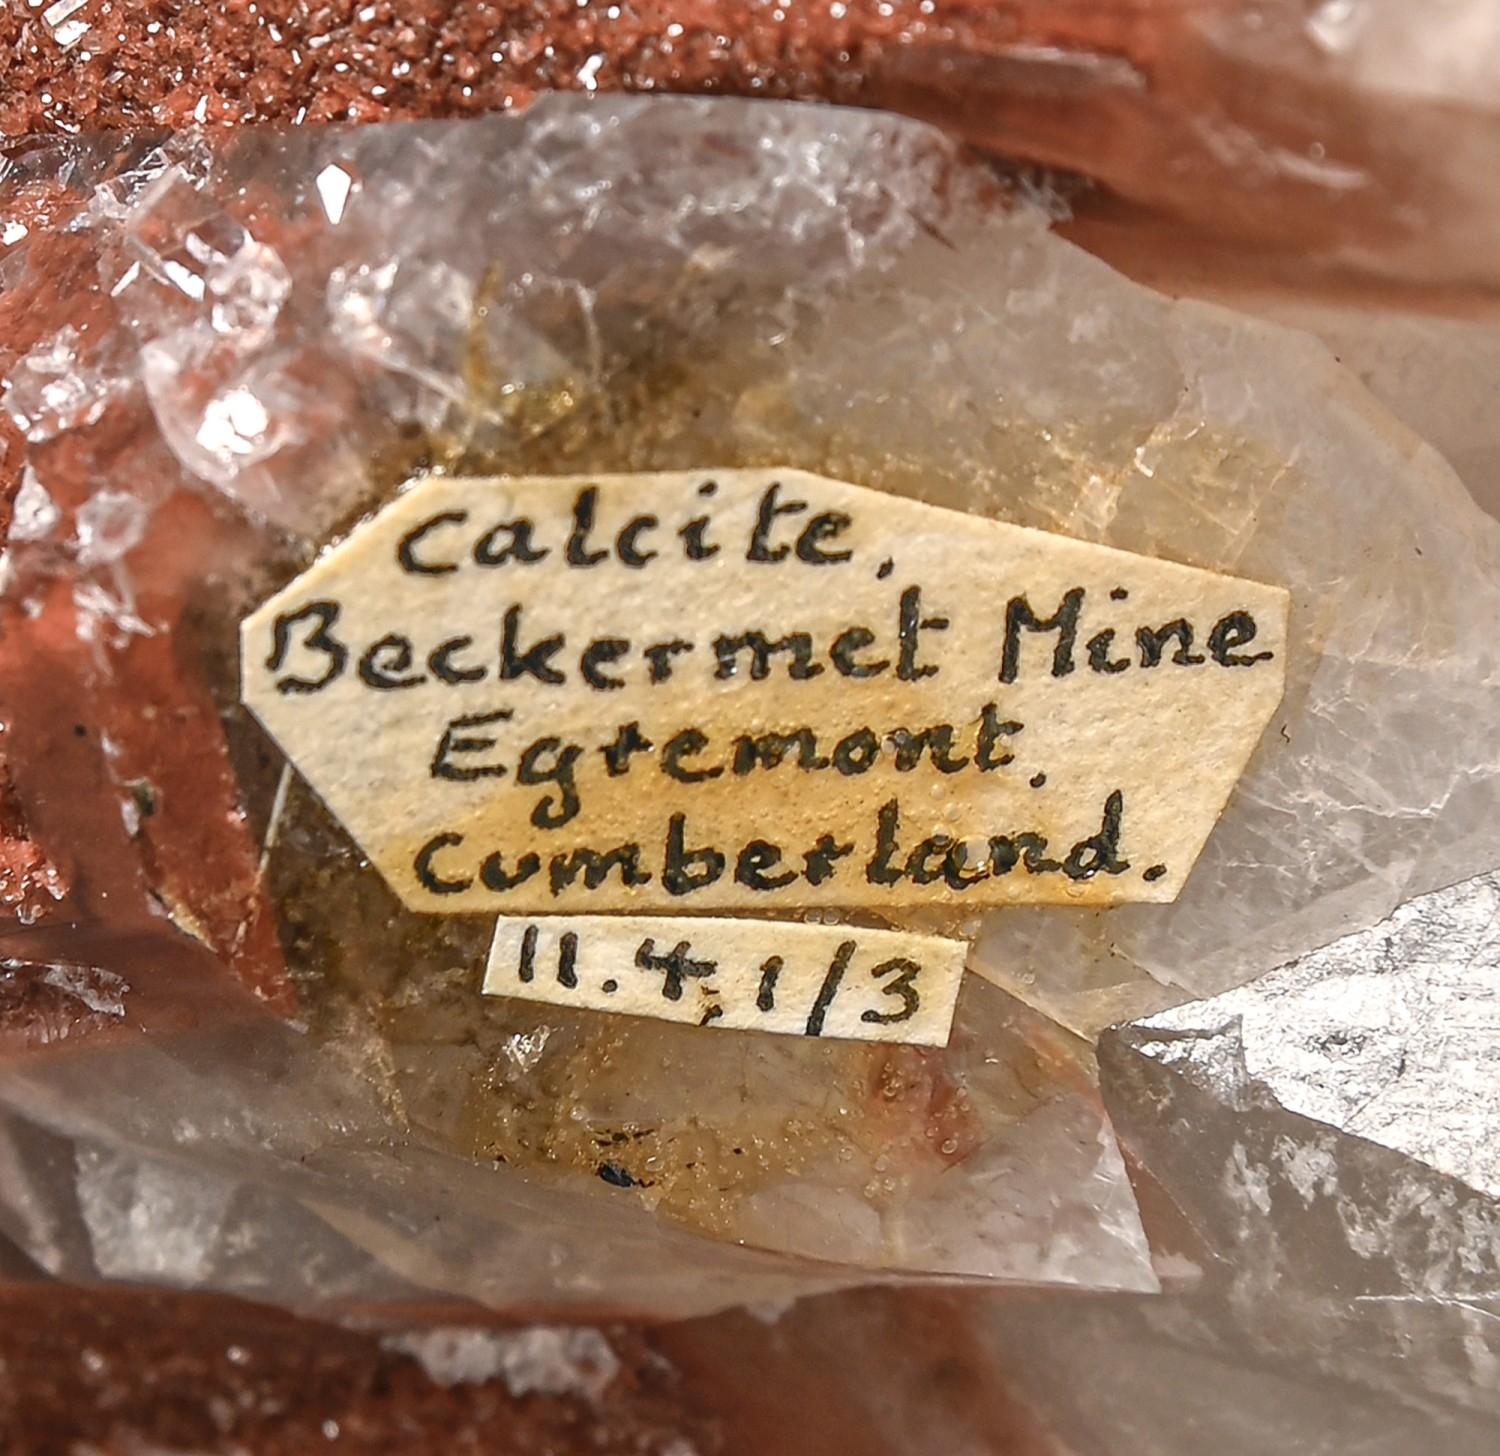 Calcite,
Beckermet Mine
Egremont.
Cumberland.
11.4.1/3